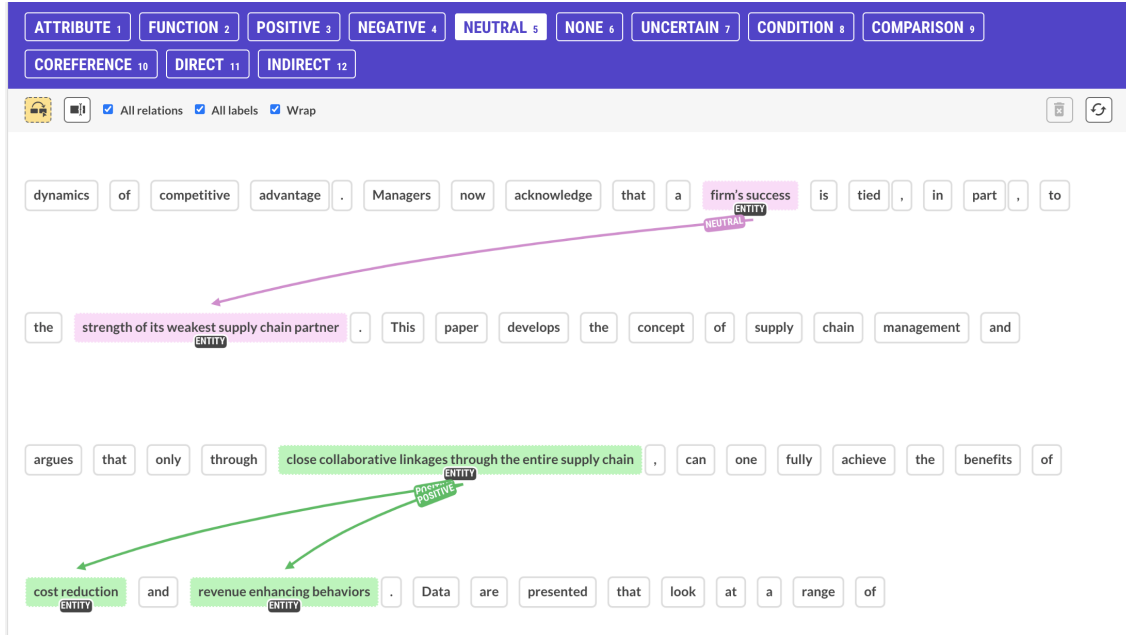 ATTRIBUTE 1 FUNCTION 2 POSITIVE 3 NEGATIVE 4 NEUTRAL 5 NONE 6 UNCERTAIN 7 CONDITION 8 COMPARISON 9
COREFERENCE 10 DIRECT 11 INDIRECT 12
All relations All labels Wrap
dynamics of competitive advantage . Managers now acknowledge that a firm's success is tied , in part , to
ENTITY
NEUTRAL
the strength of its weakest supply chain partner . This paper develops the concept of supply chain management and
ENTITY
argues that only through close collaborative linkages through the entire supply chain , can one fully achieve the benefits of
ENTITY
POSITIVE
POSITIVE
cost reduction and revenue enhancing behaviors . Data are presented that look at a range of
ENTITY ENTITY